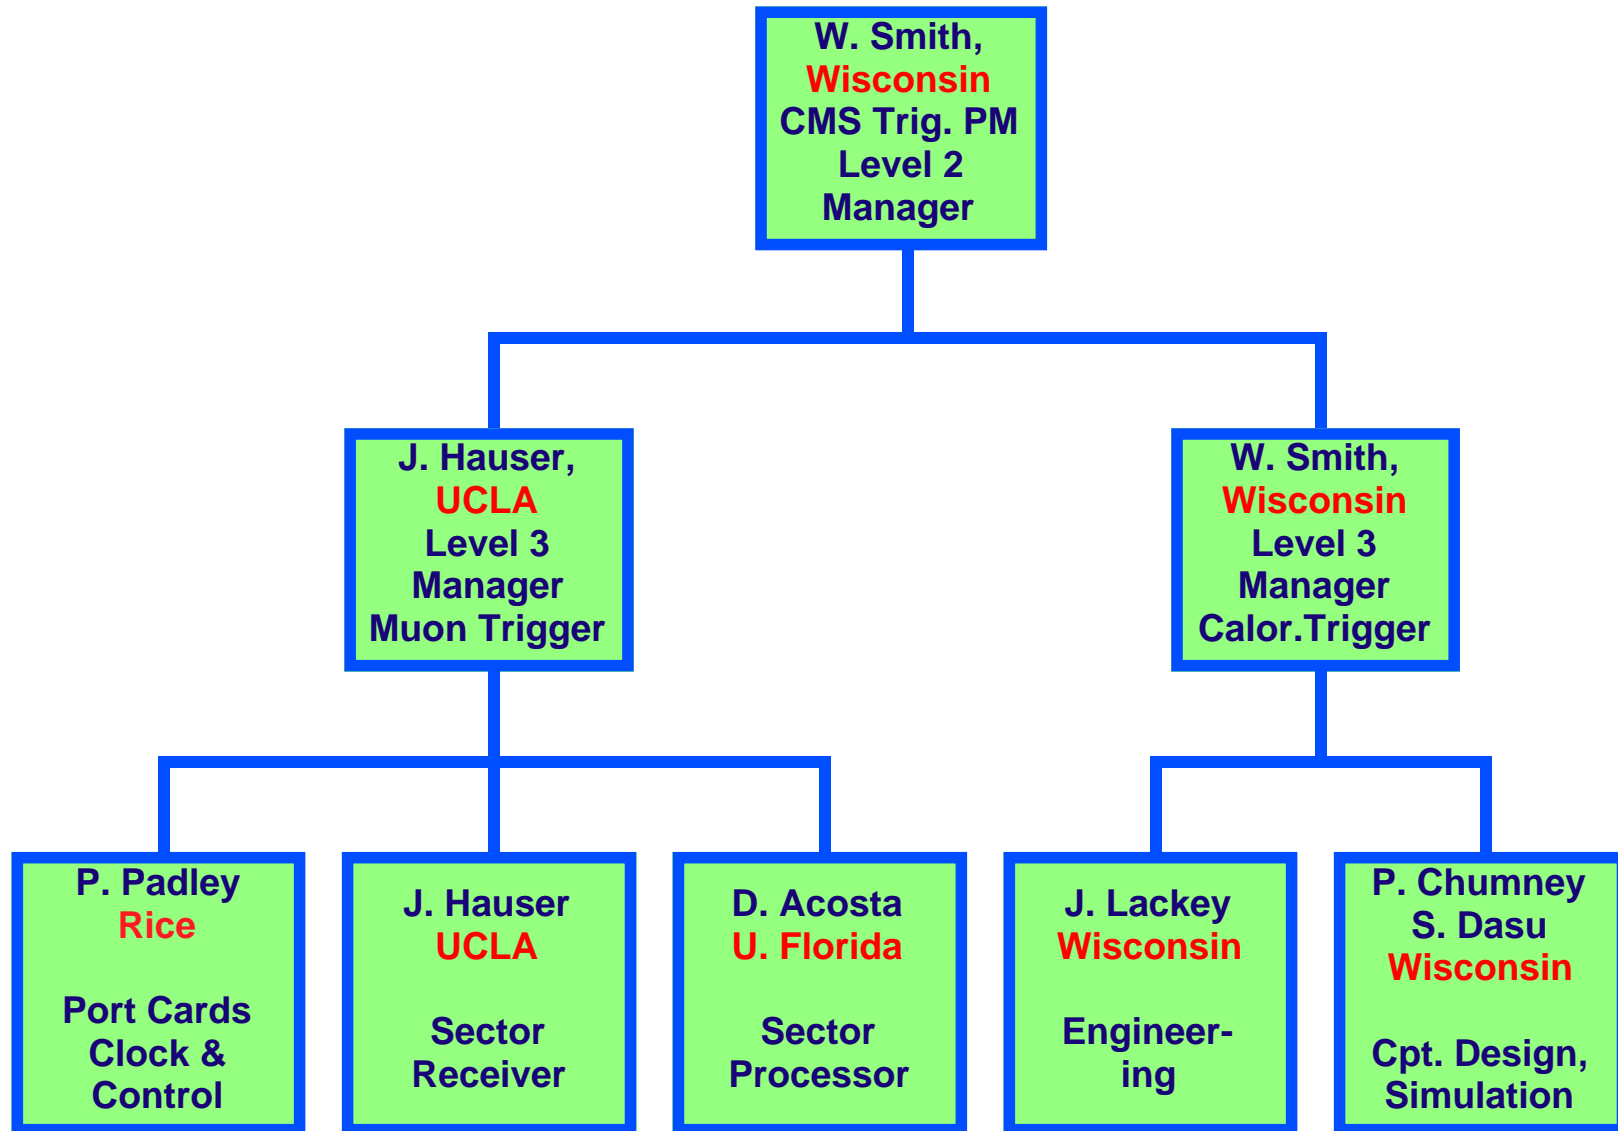 W. Smith,
Wisconsin
CMS Trig. PM
Level 2
Manager
J. Hauser,
UCLA
Level 3
Manager
Muon Trigger
W. Smith,
Wisconsin
Level 3
Manager
Calor.Trigger
P. Padley
Rice
Port Cards
Clock &
Control
J. Hauser
UCLA
Sector
Receiver
D. Acosta
U. Florida
Sector
Processor
J. Lackey
Wisconsin
Engineer-
ing
P. Chumney
S. Dasu
Wisconsin
Cpt. Design,
Simulation